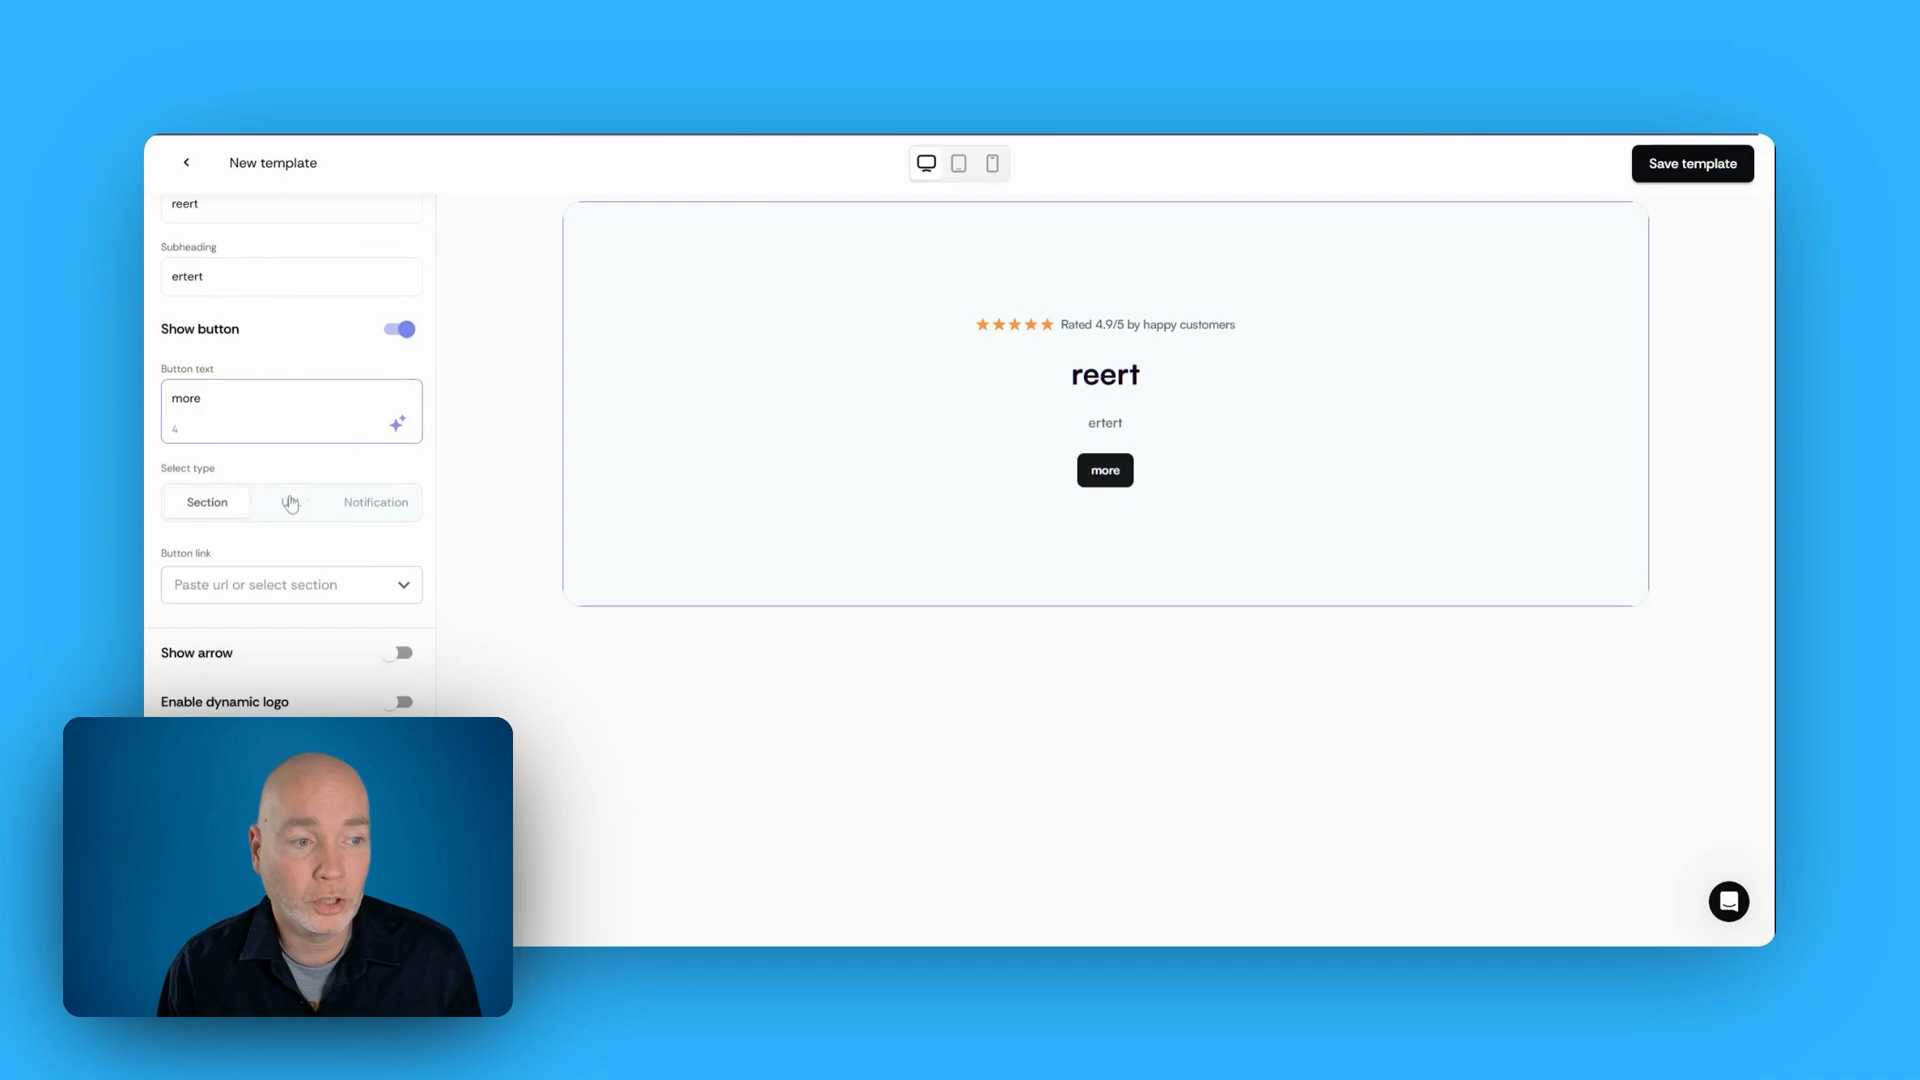 New template
Save template
reert
Subheading
ertert
Show button
Button text
more
4
Select type
Section
Notification
Button link
Paste url or select section
Show arrow
Enable dynamic logo
Rated 4.9/5 by happy customers
reert
ertert
more